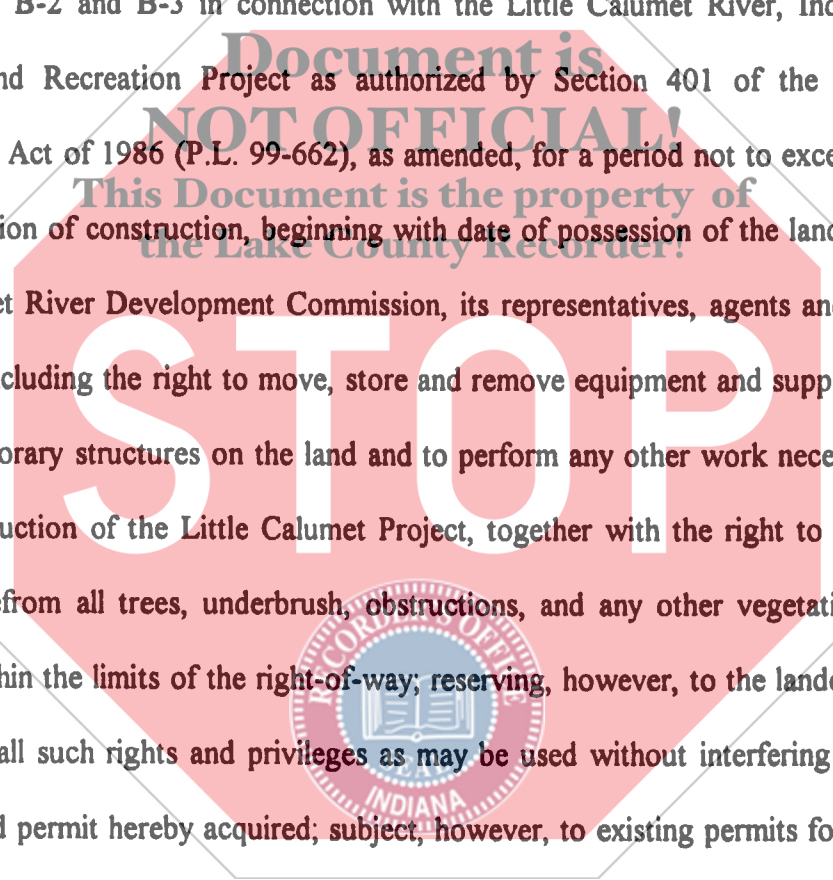 B-2 and B-3 in connection with the Little Calumet River, Ind
Document is
nd Recreation Project as authorized by Section 401 of the
NOT OFFICIAL!
Act of 1986 (P.L. 99-662), as amended, for a period not to exce
This Document is the property of
ion of construction, beginning with date of possession of the land
the Lake County Recorder!
et River Development Commission, its representatives, agents and
STOP
cluding the right to move, store and remove equipment and supp
orary structures on the land and to perform any other work nece
uction of the Little Calumet Project, together with the right to
efrom all trees, underbrush, obstructions, and any other vegetati
RECORDER'S OFFICE
hin the limits of the right-of-way; reserving, however, to the lando
all such rights and privileges as may be used without interfering
SEAL
INDIANA
d permit hereby acquired; subject, however, to existing permits fo